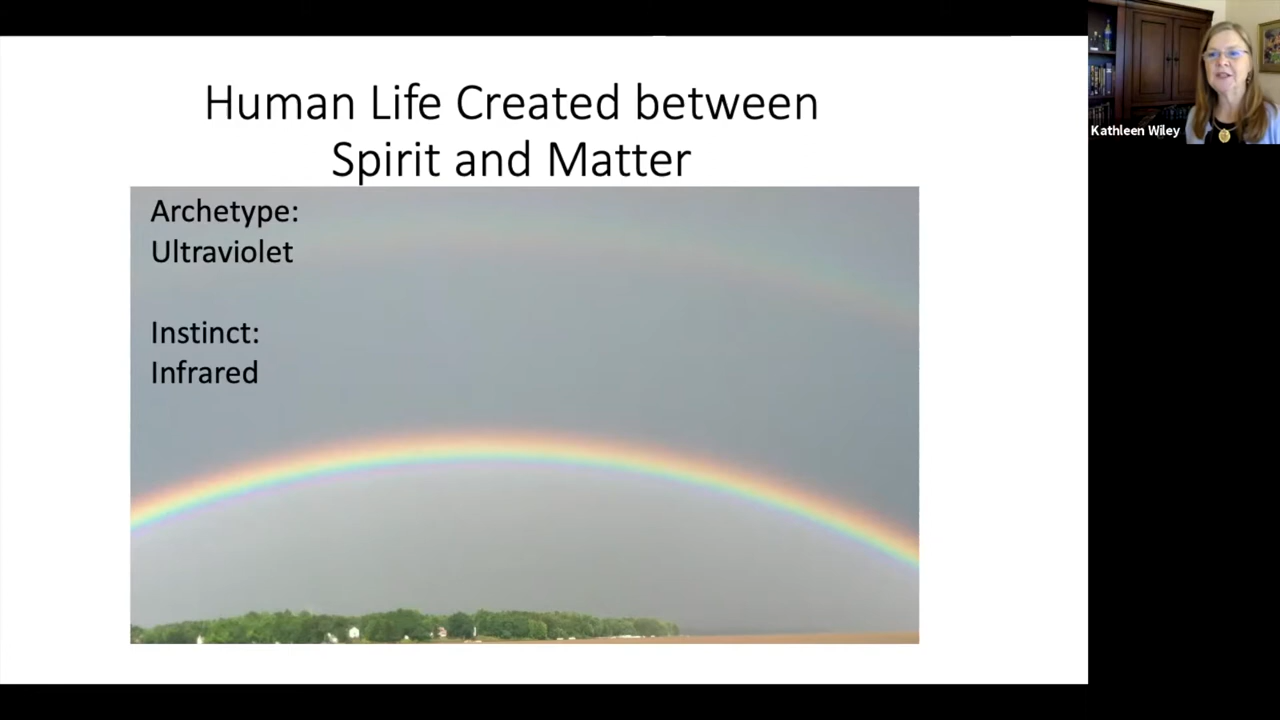 Human Life Created between
Spirit and Matter
Archetype:
Ultraviolet
Instinct:
Infrared
Kathleen Wiley